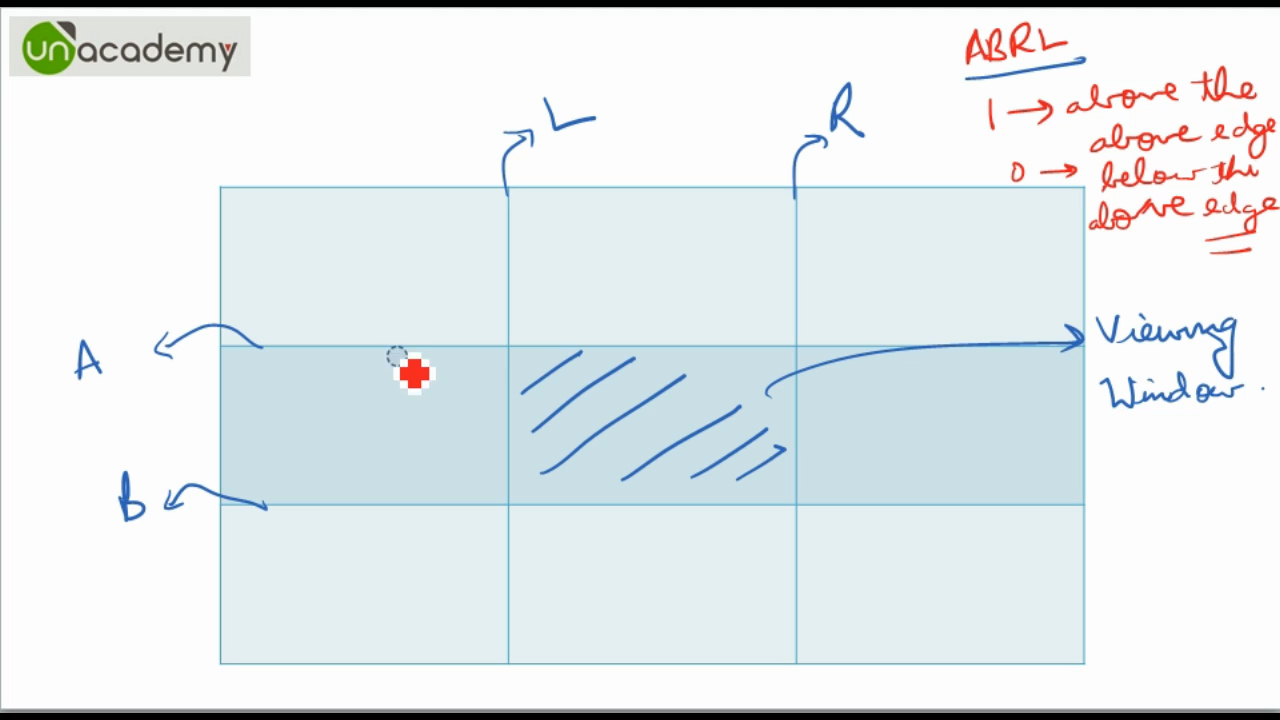 unacademy
ABRL
1 → above the
above edge
0 → below the
above edge
L
R
A
B
Viewing
Window.